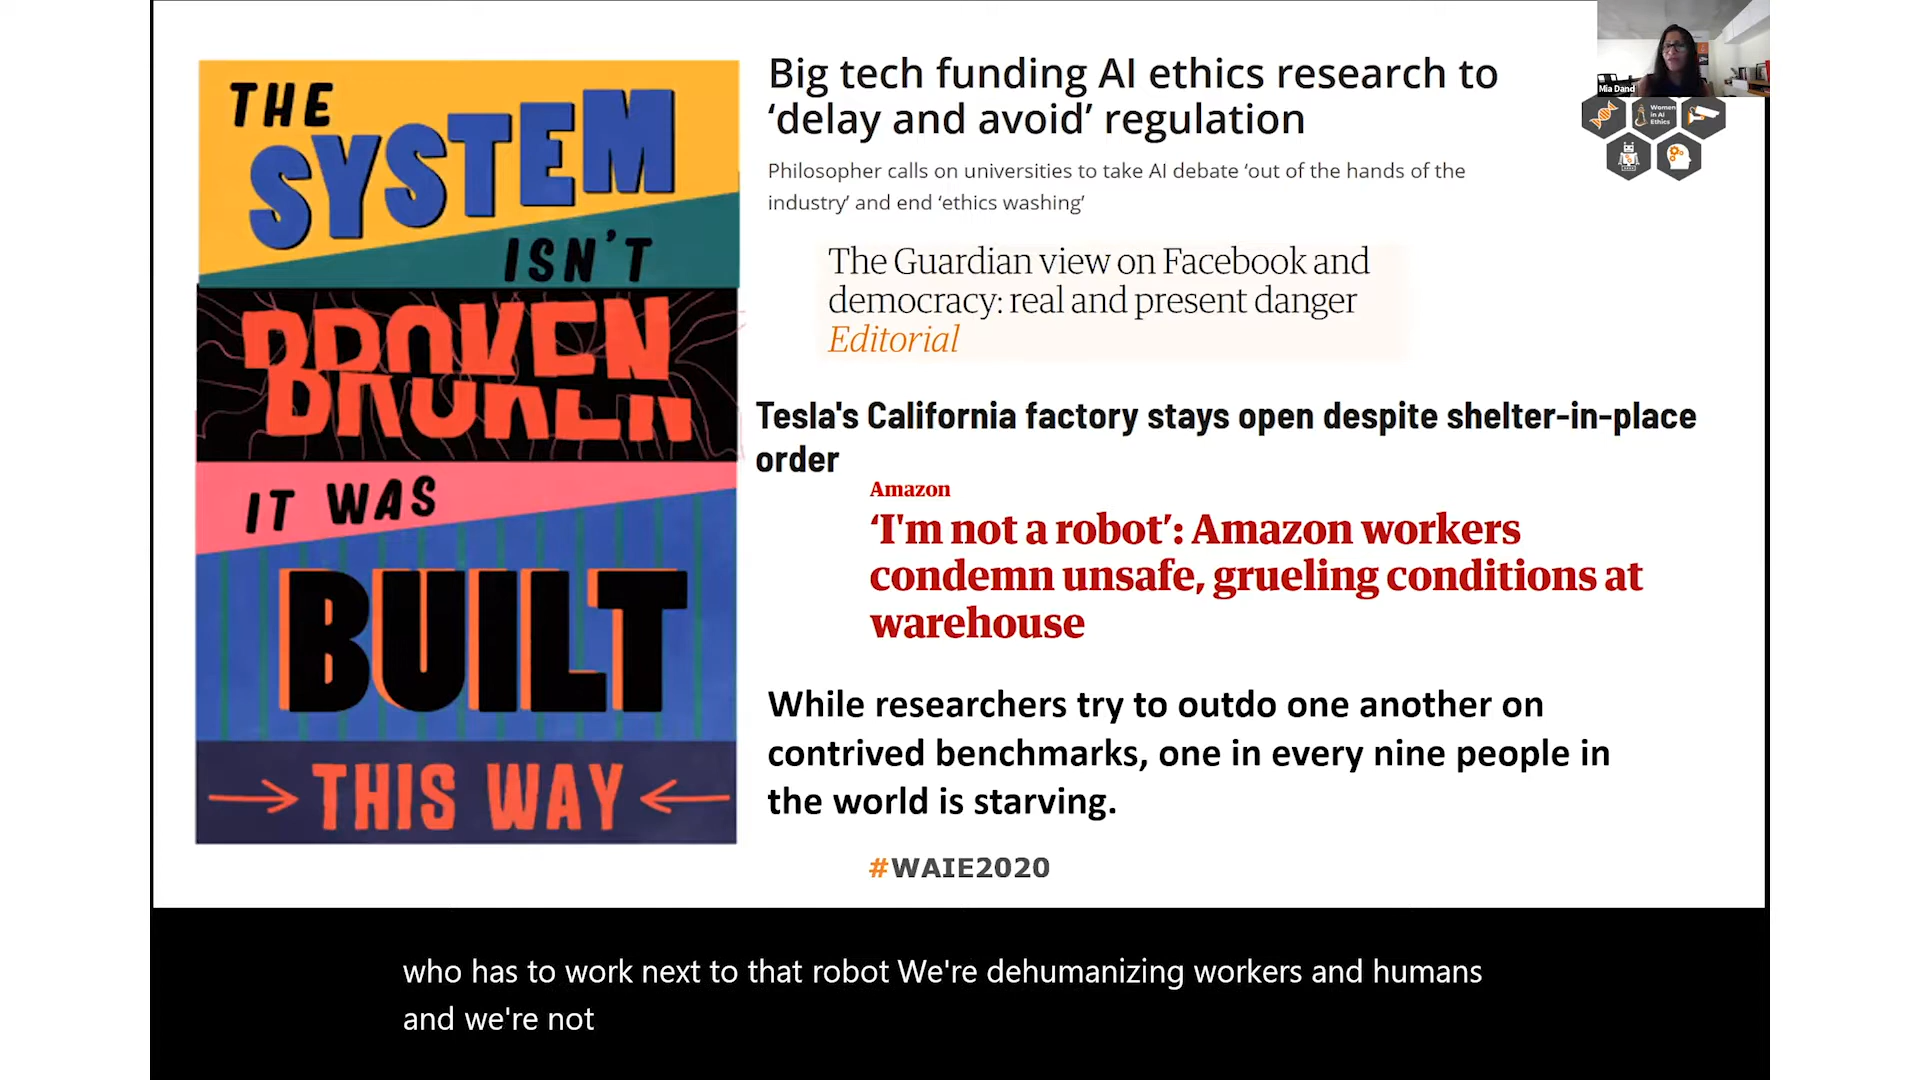 THE
SYSTEM
ISN'T
BROKEN
IT WAS
BUILT
THIS WAY
Big tech funding AI ethics research to
‘delay and avoid’ regulation
Philosopher calls on universities to take AI debate ‘out of the hands of the
industry’ and end ‘ethics washing’
The Guardian view on Facebook and
democracy: real and present danger
Editorial
Tesla's California factory stays open despite shelter-in-place
order
Amazon
‘I'm not a robot’: Amazon workers
condemn unsafe, grueling conditions at
warehouse
While researchers try to outdo one another on
contrived benchmarks, one in every nine people in
the world is starving.
#WAIE2020
Mia Dand
Women
in AI
Ethics
who has to work next to that robot We're dehumanizing workers and humans
and we're not